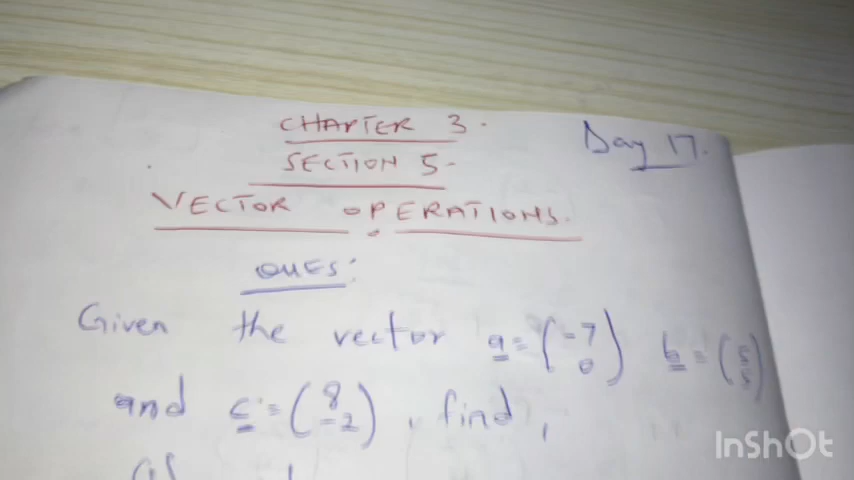 CHAPTER 3.
Day 17.
SECTION 5-
VECTOR OPERATIONS.
QUES:
Given the vector a = (-7 0) b = (5 5)
and c = (8 -2), find,
InShOt